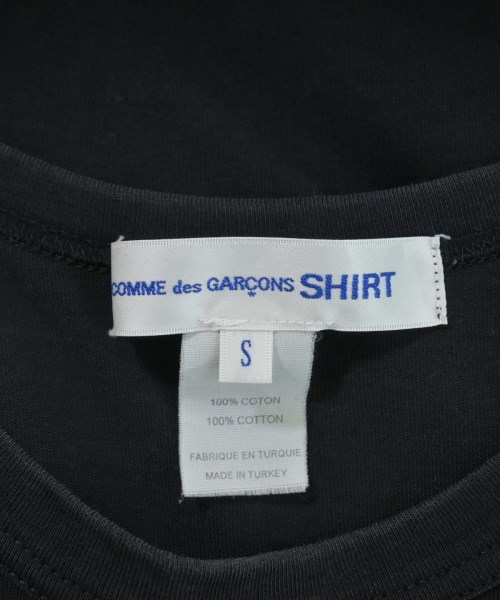 COMME des GARÇONS SHIRT
S
100% COTON
100% COTTON
FABRIQUE EN TURQUIE
MADE IN TURKEY